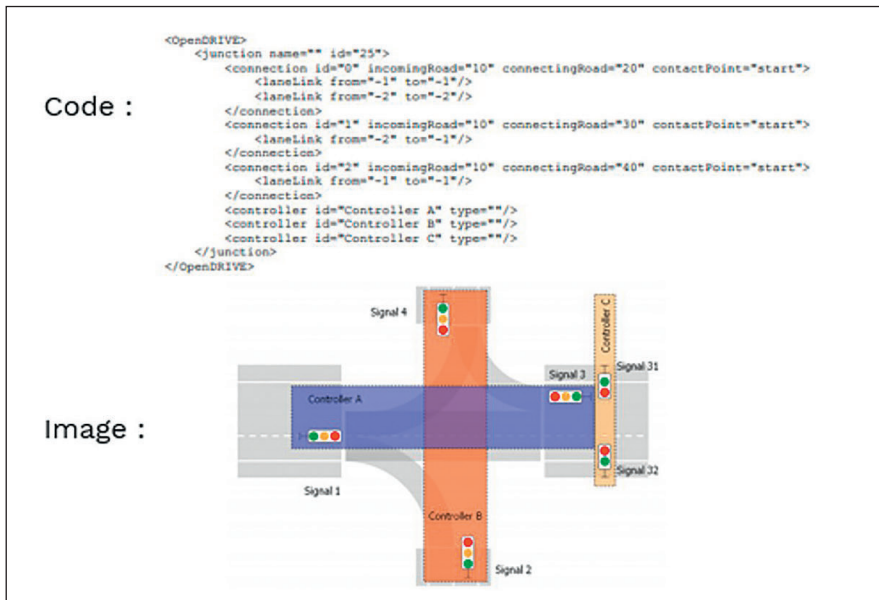 Code :
<OpenDRIVE>
<junction name="" id="25">
<connection id="0" incomingRoad="10" connectingRoad="20" contactPoint="start">
<laneLink from="-1" to="-1"/>
<laneLink from="-2" to="-2"/>
</connection>
<connection id="1" incomingRoad="10" connectingRoad="30" contactPoint="start">
<laneLink from="-2" to="-1"/>
</connection>
<connection id="2" incomingRoad="10" connectingRoad="40" contactPoint="start">
<laneLink from="-1" to="-1"/>
</connection>
<controller id="Controller A" type=""/>
<controller id="Controller B" type=""/>
<controller id="Controller C" type=""/>
</junction>
</OpenDRIVE>
Image :
Signal 4
Controller C
Signal 3
Signal 31
Controller A
Signal 1
Signal 32
Controller B
Signal 2